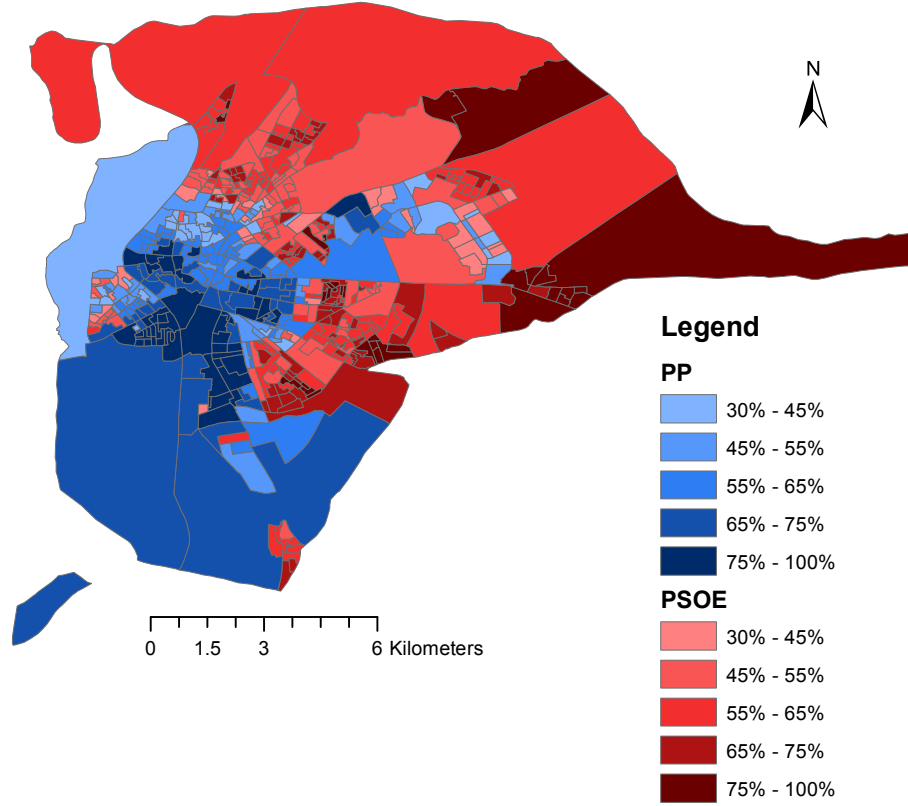 N
Legend
PP
30% - 45%
45% - 55%
55% - 65%
65% - 75%
75% - 100%
PSOE
30% - 45%
45% - 55%
55% - 65%
65% - 75%
75% - 100%
0 1.5 3 6 Kilometers